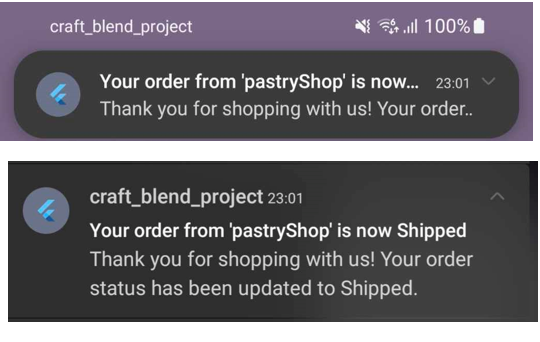 craft_blend_project 100%
Your order from 'pastryShop' is now... 23:01
Thank you for shopping with us! Your order..
craft_blend_project 23:01
Your order from 'pastryShop' is now Shipped
Thank you for shopping with us! Your order
status has been updated to Shipped.